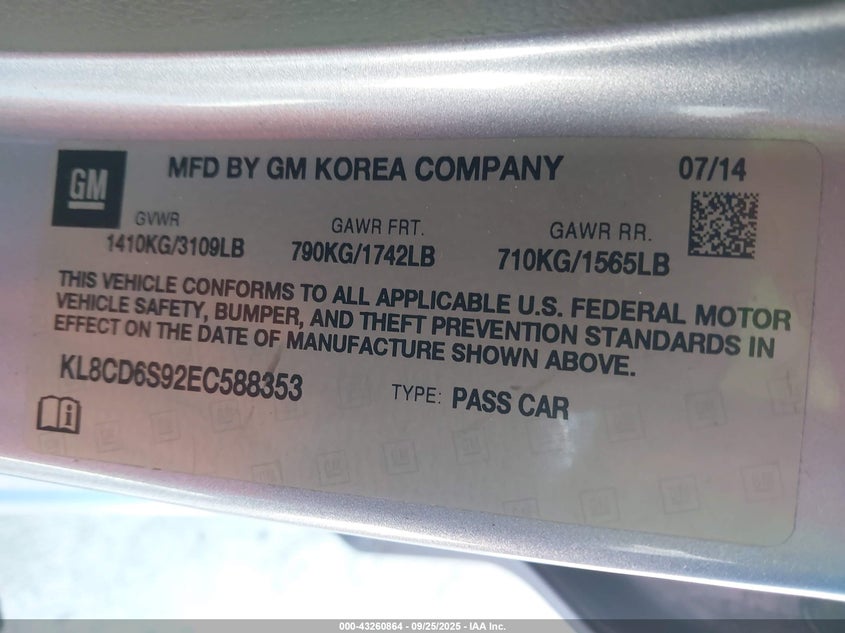 GM
MFD BY GM KOREA COMPANY
07/14
GVWR
1410KG/3109LB
GAWR FRT.
790KG/1742LB
GAWR RR.
710KG/1565LB
THIS VEHICLE CONFORMS TO ALL APPLICABLE U.S. FEDERAL MOTOR
VEHICLE SAFETY, BUMPER, AND THEFT PREVENTION STANDARDS IN
EFFECT ON THE DATE OF MANUFACTURE SHOWN ABOVE.
KL8CD6S92EC588353
TYPE: PASS CAR
000-43260864 - 09/25/2025 - IAA Inc.